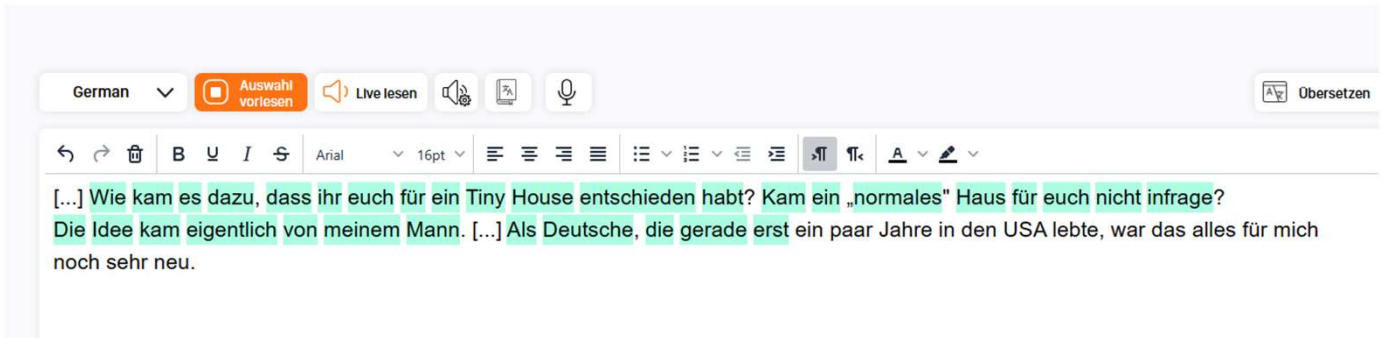 German
Auswahl
vorlesen
Live lesen
Übersetzen
B U I S Arial 16pt A
[...] Wie kam es dazu, dass ihr euch für ein Tiny House entschieden habt? Kam ein „normales" Haus für euch nicht infrage?
Die Idee kam eigentlich von meinem Mann. [...] Als Deutsche, die gerade erst ein paar Jahre in den USA lebte, war das alles für mich
noch sehr neu.